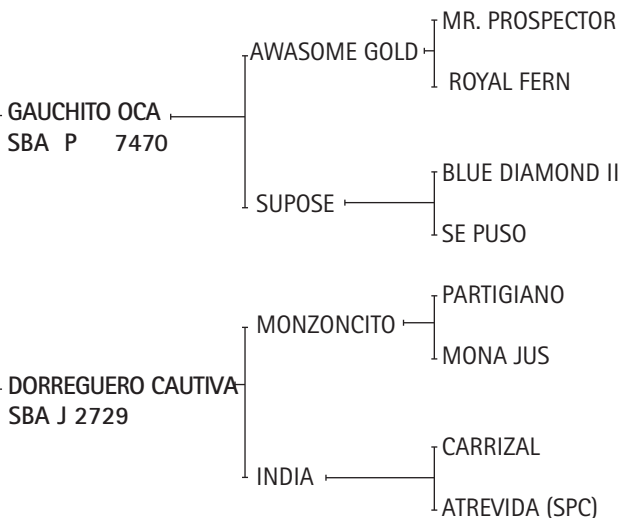 MR. PROSPECTOR
AWASOME GOLD
ROYAL FERN
GAUCHITO OCA
SBA P 7470
BLUE DIAMOND II
SUPOSE
SE PUSO
PARTIGIANO
MONZONCITO
MONA JUS
DORREGUERO CAUTIVA
SBA J 2729
CARRIZAL
INDIA
ATREVIDA (SPC)